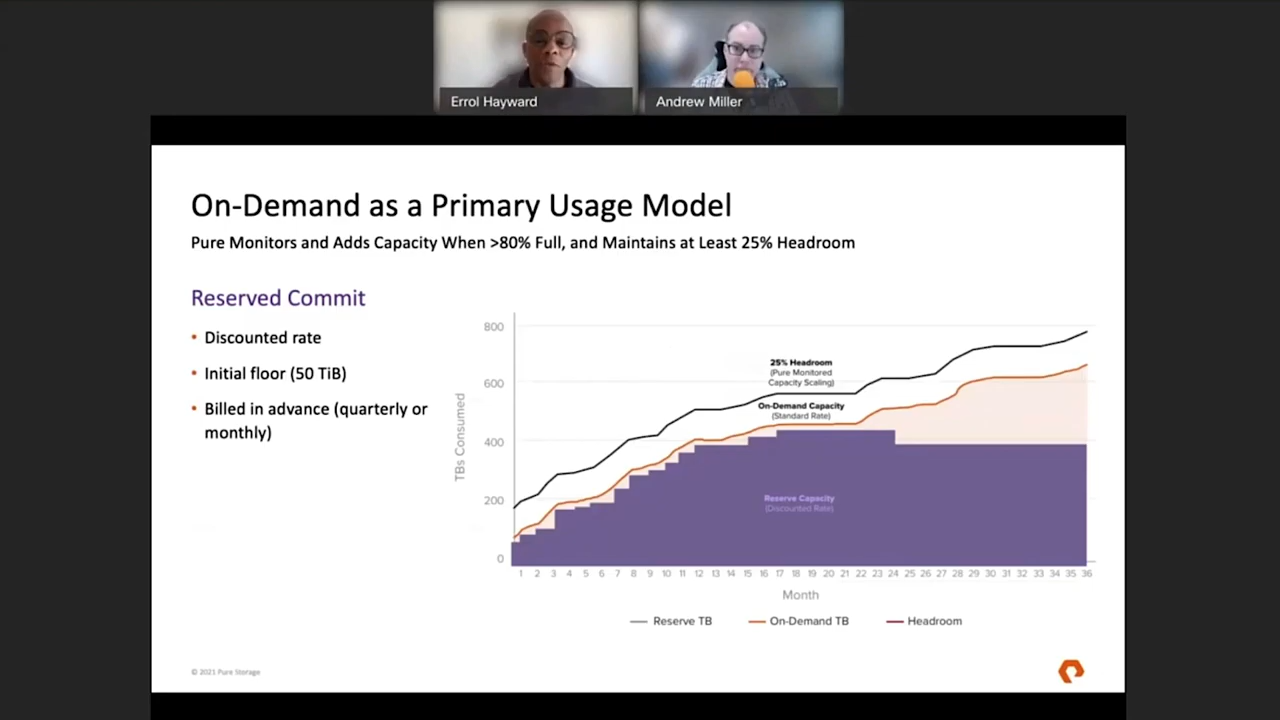 Errol Hayward
Andrew Miller
On-Demand as a Primary Usage Model
Pure Monitors and Adds Capacity When >80% Full, and Maintains at Least 25% Headroom
Reserved Commit
• Discounted rate
• Initial floor (50 TiB)
• Billed in advance (quarterly or
monthly)
TBs Consumed
800
600
400
200
0
25% Headroom
(Pure Monitored
Capacity Scaling)
On-Demand Capacity
(Standard Rate)
Reserve Capacity
(Discounted Rate)
1 2 3 4 5 6 7 8 9 10 11 12 13 14 15 16 17 18 19 20 21 22 23 24 25 26 27 28 29 30 31 32 33 34 35 36
Month
Reserve TB On-Demand TB Headroom
© 2021 Pure Storage